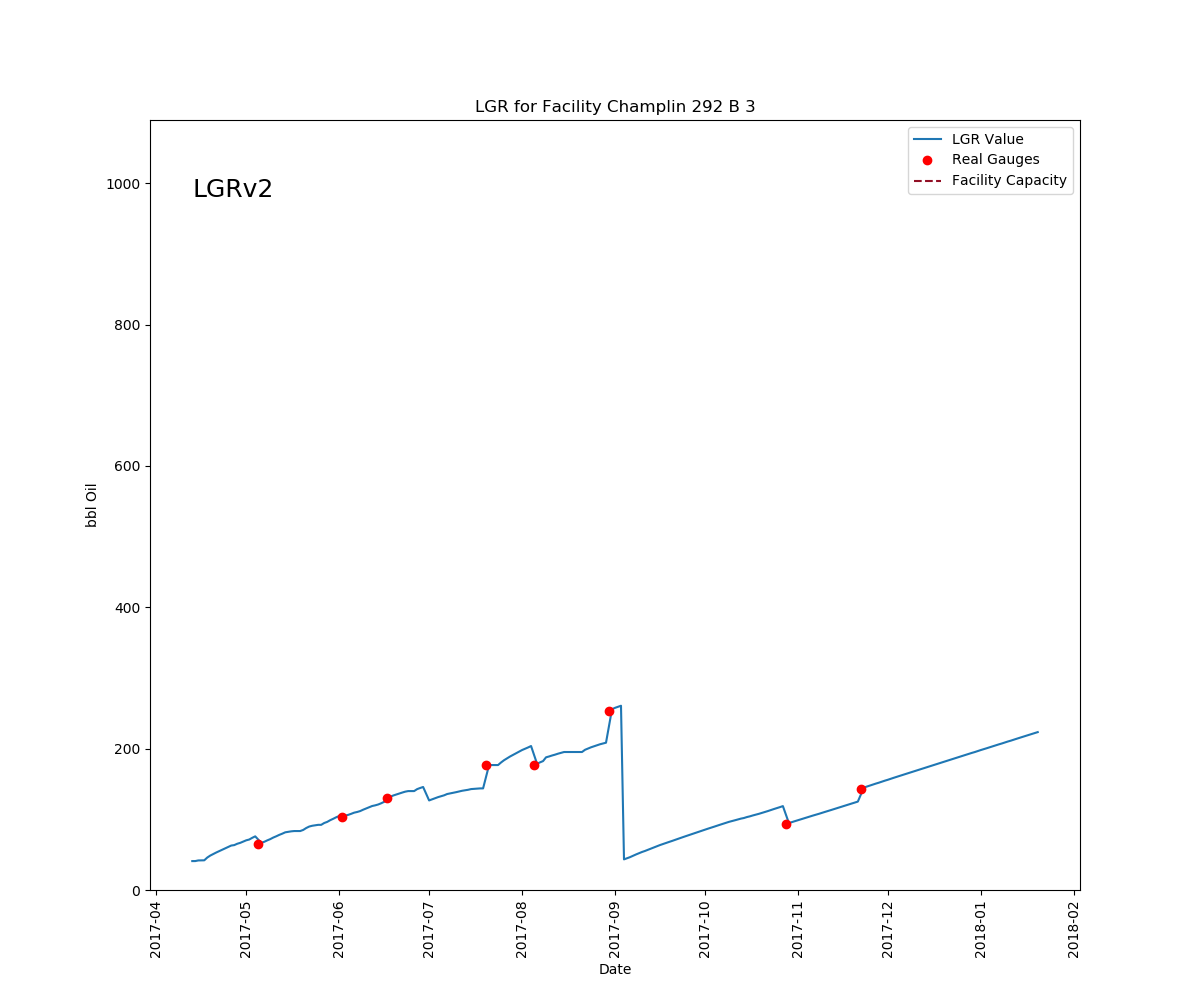 LGR for Facility Champlin 292 B 3
LGR Value
Real Gauges
Facility Capacity
LGRv2
1000
800
600
400
200
0
bbl Oil
2017-04
2017-05
2017-06
2017-07
2017-08
2017-09
2017-10
2017-11
2017-12
2018-01
2018-02
Date